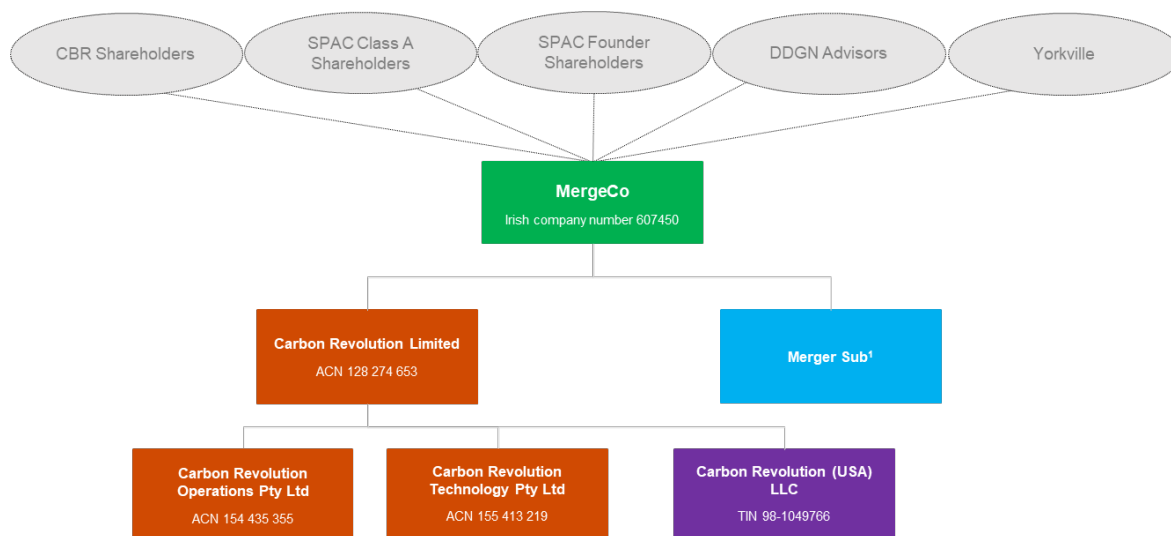 CBR Shareholders
SPAC Class A
Shareholders
SPAC Founder
Shareholders
DDGN Advisors
Yorkville
MergeCo
Irish company number 607450
Carbon Revolution Limited
ACN 128 274 653
Merger Sub¹
Carbon Revolution
Operations Pty Ltd
ACN 154 435 355
Carbon Revolution
Technology Pty Ltd
ACN 155 413 219
Carbon Revolution (USA)
LLC
TIN 98-1049766